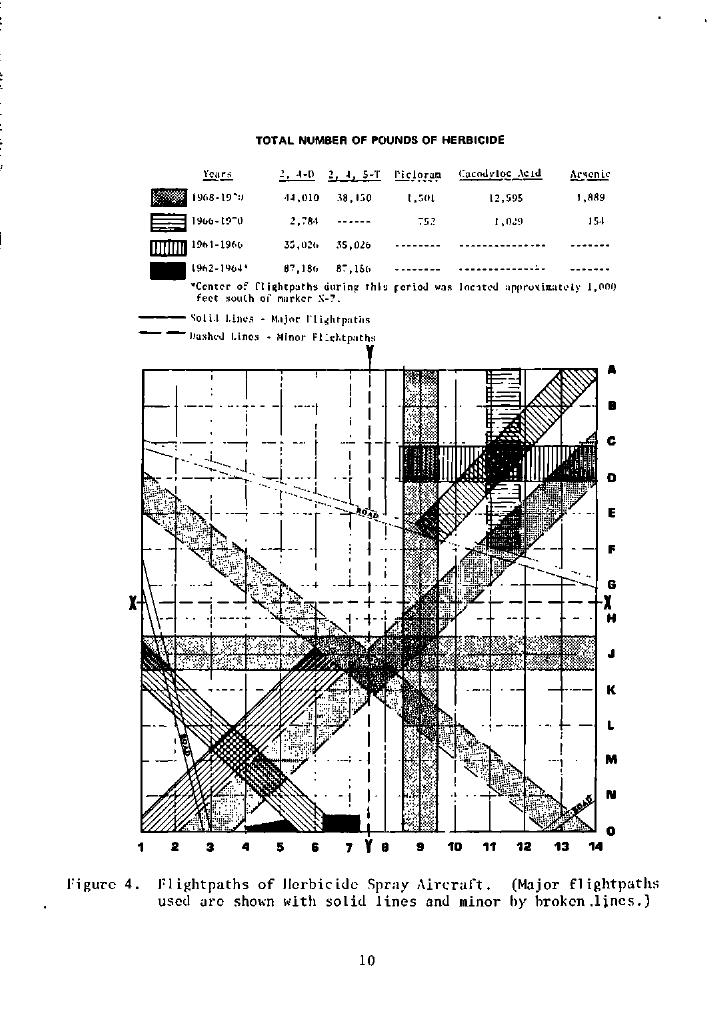 TOTAL NUMBER OF POUNDS OF HERBICIDE
Years 2, 4-D 2, 4, 5-T Picloram Cacodyloc Acid Arsenic
1968-1970 44,010 38,150 1,501 12,595 1,889
1966-1970 2,784 ------ 752 1,029 154
1961-1966 35,026 35,026 -------- --------------- -------
1962-1964* 87,186 87,186 -------- --------------- -------
*Center of flightpaths during this period was located approximately 1,000
feet south of marker X-7.
Solid Lines - Major Flightpaths
Dashed Lines - Minor Flightpaths
Y
A
B
C
D
E
ROAD
F
G
X X
H
J
K
L
ROAD
M
N
ROAD
O
1 2 3 4 5 6 7 Y 8 9 10 11 12 13 14
Figure 4. Flightpaths of Herbicide Spray Aircraft. (Major flightpaths
used are shown with solid lines and minor by broken lines.)
10